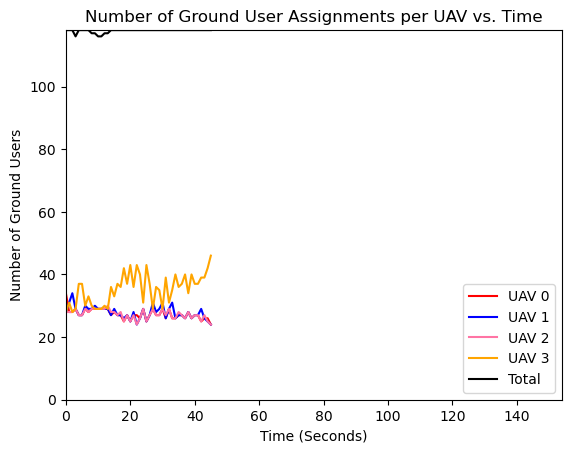 Number of Ground User Assignments per UAV vs. Time
Number of Ground Users
100
80
60
40
20
0
0 20 40 60 80 100 120 140
Time (Seconds)
UAV 0
UAV 1
UAV 2
UAV 3
Total